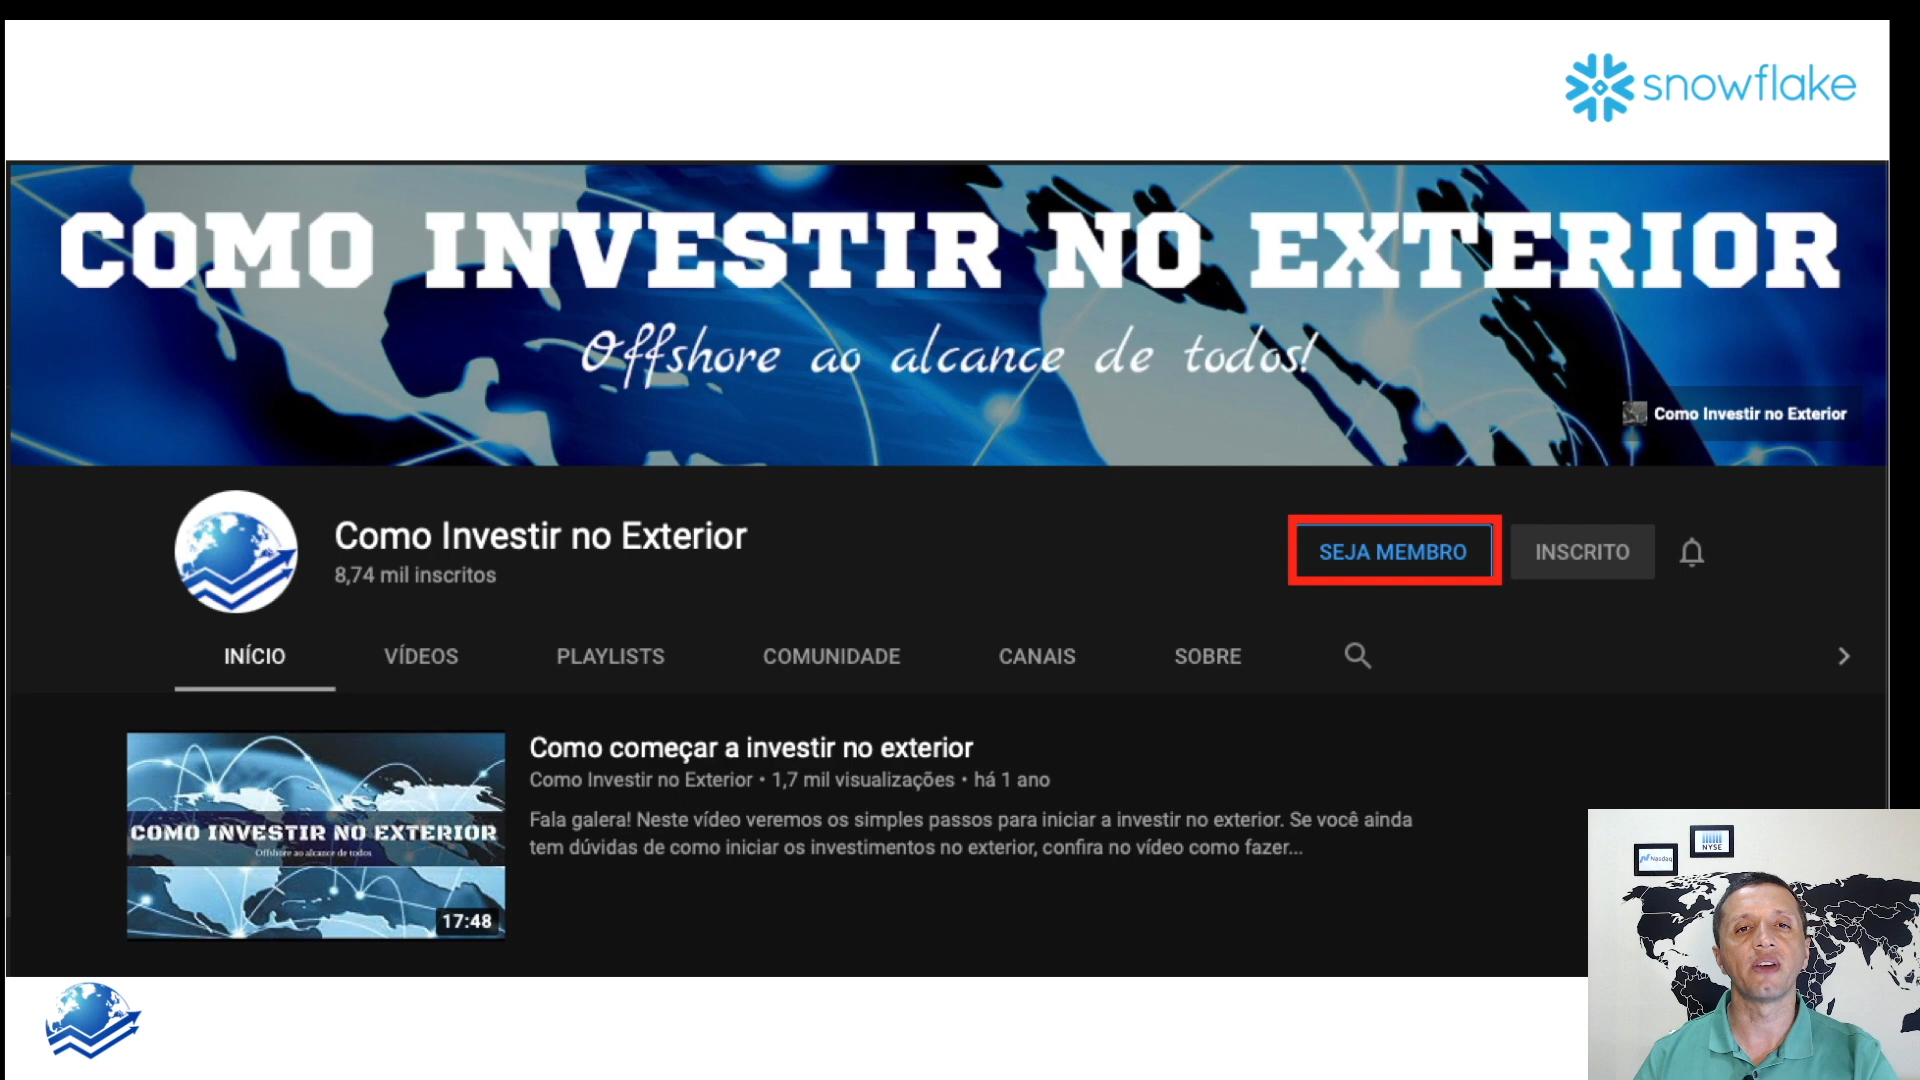 snowflake
COMO INVESTIR NO EXTERIOR
Offshore ao alcance de todos!
Como Investir no Exterior
Como Investir no Exterior
8,74 mil inscritos
SEJA MEMBRO
INSCRITO
INÍCIO
VÍDEOS
PLAYLISTS
COMUNIDADE
CANAIS
SOBRE
COMO INVESTIR NO EXTERIOR
Offshore ao alcance de todos
17:48
Como começar a investir no exterior
Como Investir no Exterior • 1,7 mil visualizações • há 1 ano
Fala galera! Neste vídeo veremos os simples passos para iniciar a investir no exterior. Se você ainda
tem dúvidas de como iniciar os investimentos no exterior, confira no vídeo como fazer...
Nasdaq
NYSE